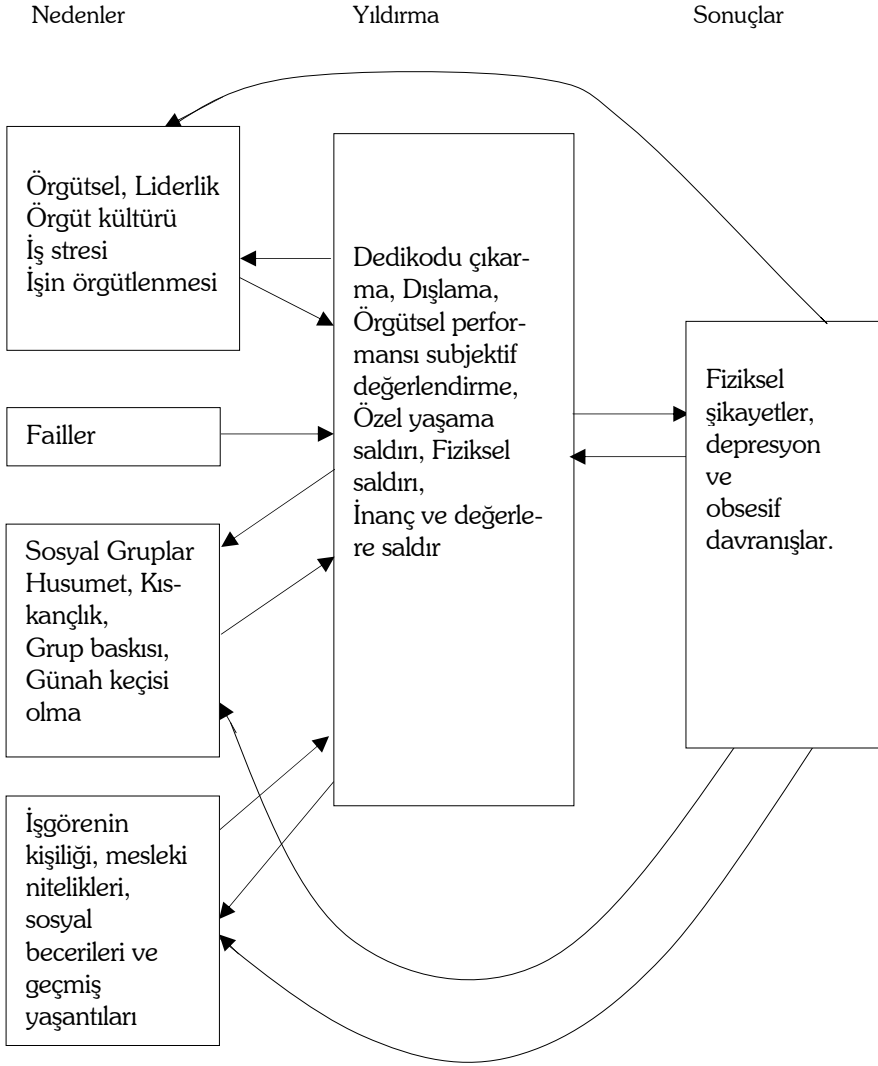 Nedenler
Yıldırma
Sonuçlar
Örgütsel, Liderlik
Örgüt kültürü
İş stresi
İşin örgütlenmesi
Failler
Sosyal Gruplar
Husumet, Kıs-
kançlık,
Grup baskısı,
Günah keçisi
olma
İşgörenin
kişiliği, mesleki
nitelikleri,
sosyal
becerileri ve
geçmiş
yaşantıları
Dedikodu çıkar-
ma, Dışlama,
Örgütsel perfor-
mansı subjektif
değerlendirme,
Özel yaşama
saldırı, Fiziksel
saldırı,
İnanç ve değerle-
re saldır
Fiziksel
şikayetler,
depresyon
ve
obsesif
davranışlar.